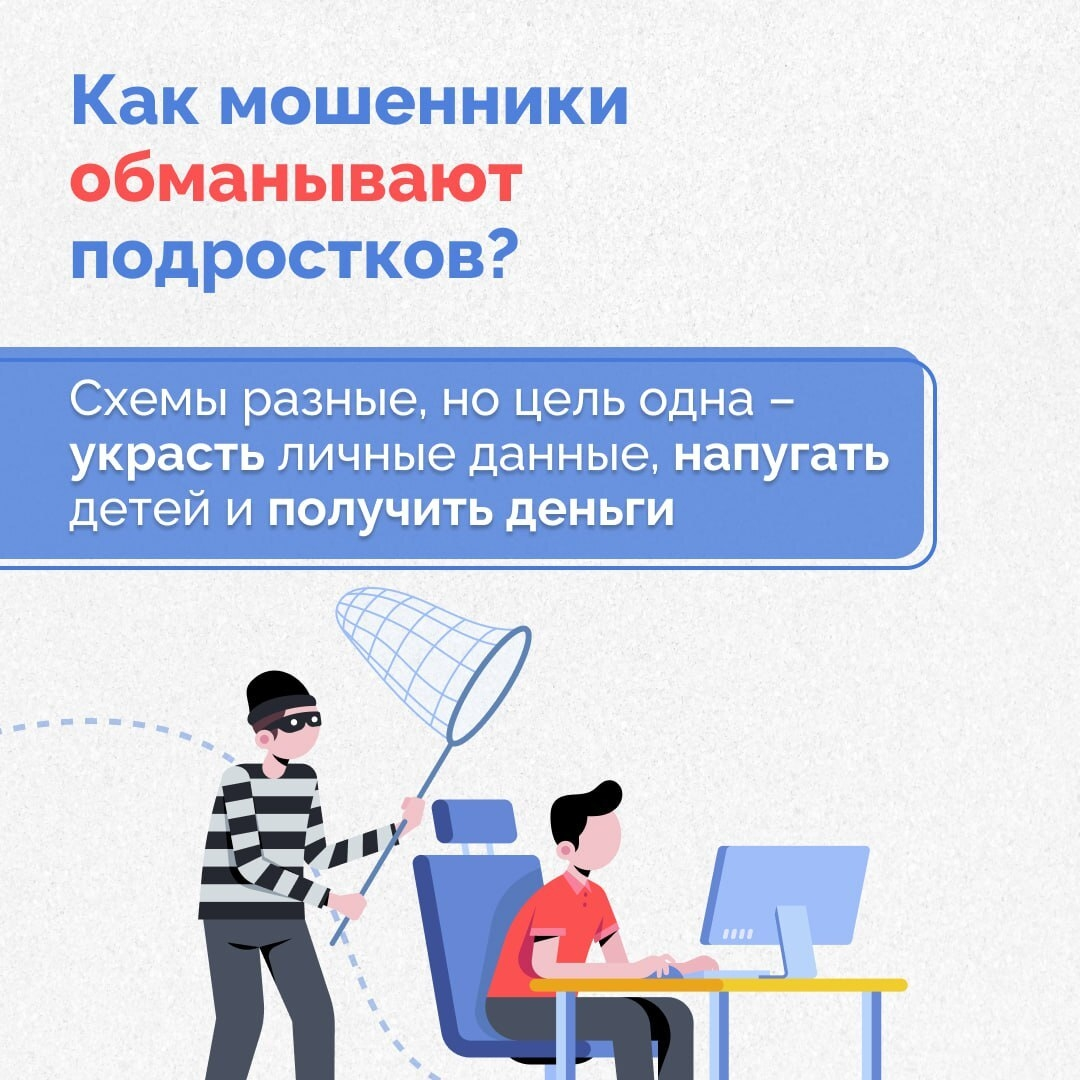 Как мошенники
обманывают
подростков?
Схемы разные, но цель одна –
украсть личные данные, напугать
детей и получить деньги